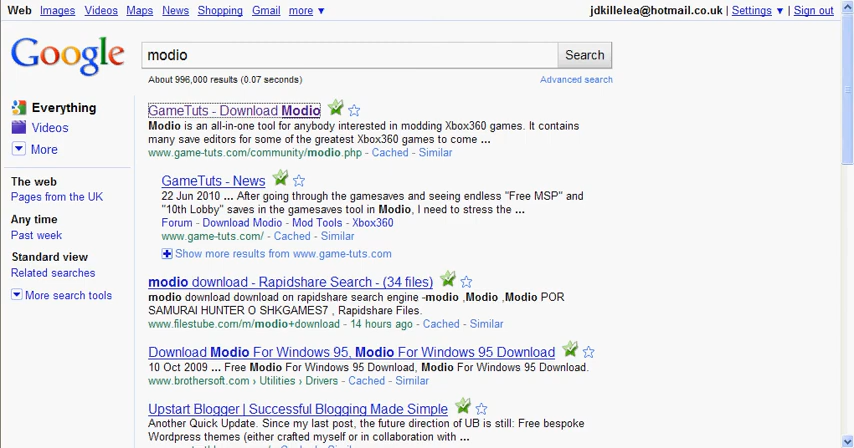 Web Images Videos Maps News Shopping Gmail more ▼
jdkillelea@hotmail.co.uk | Settings ▼ | Sign out
Google
modio
Search
About 996,000 results (0.07 seconds)
Advanced search
Everything
Videos
More
The web
Pages from the UK
Any time
Past week
Standard view
Related searches
More search tools
GameTuts - Download Modio
Modio is an all-in-one tool for anybody interested in modding Xbox360 games. It contains
many save editors for some of the greatest Xbox360 games to come ...
www.game-tuts.com/community/modio.php - Cached - Similar
GameTuts - News
22 Jun 2010 ... After going through the gamesaves and seeing endless "Free MSP" and
"10th Lobby" saves in the gamesaves tool in Modio, I need to stress the ...
Forum - Download Modio - Mod Tools - Xbox360
www.game-tuts.com/ - Cached - Similar
Show more results from www.game-tuts.com
modio download - Rapidshare Search - (34 files)
modio download download on rapidshare search engine -modio ,Modio ,Modio POR
SAMURAI HUNTER O SHKGAMES7 , Rapidshare Files.
www.filestube.com/m/modio+download - 14 hours ago - Cached - Similar
Download Modio For Windows 95, Modio For Windows 95 Download
10 Oct 2009 ... Free Modio For Windows 95 Download, Modio For Windows 95 Download.
www.brothersoft.com › Utilities › Drivers - Cached - Similar
Upstart Blogger | Successful Blogging Made Simple
Another Quick Update. Since my last post, the future direction of UB is still: Free bespoke
Wordpress themes (either crafted myself or in collaboration with ...